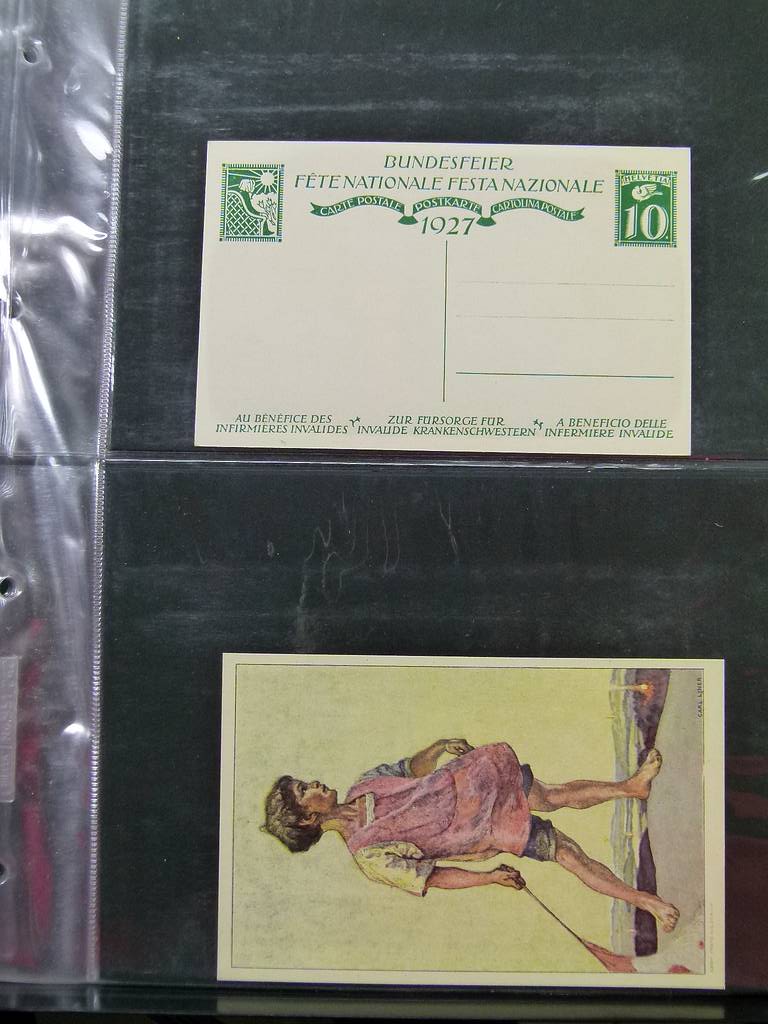 BUNDESFEIER
FÊTE NATIONALE FESTA NAZIONALE
CARTE POSTALE POSTKARTE CARTOLINA POSTALE
1927
HELVETIA
10
AU BÉNÉFICE DES
INFIRMIÈRES INVALIDES
ZUR FÜRSORGE FÜR
INVALIDE KRANKENSCHWESTERN
A BENEFICIO DELLE
INFERMIERE INVALIDE
CARL LINER